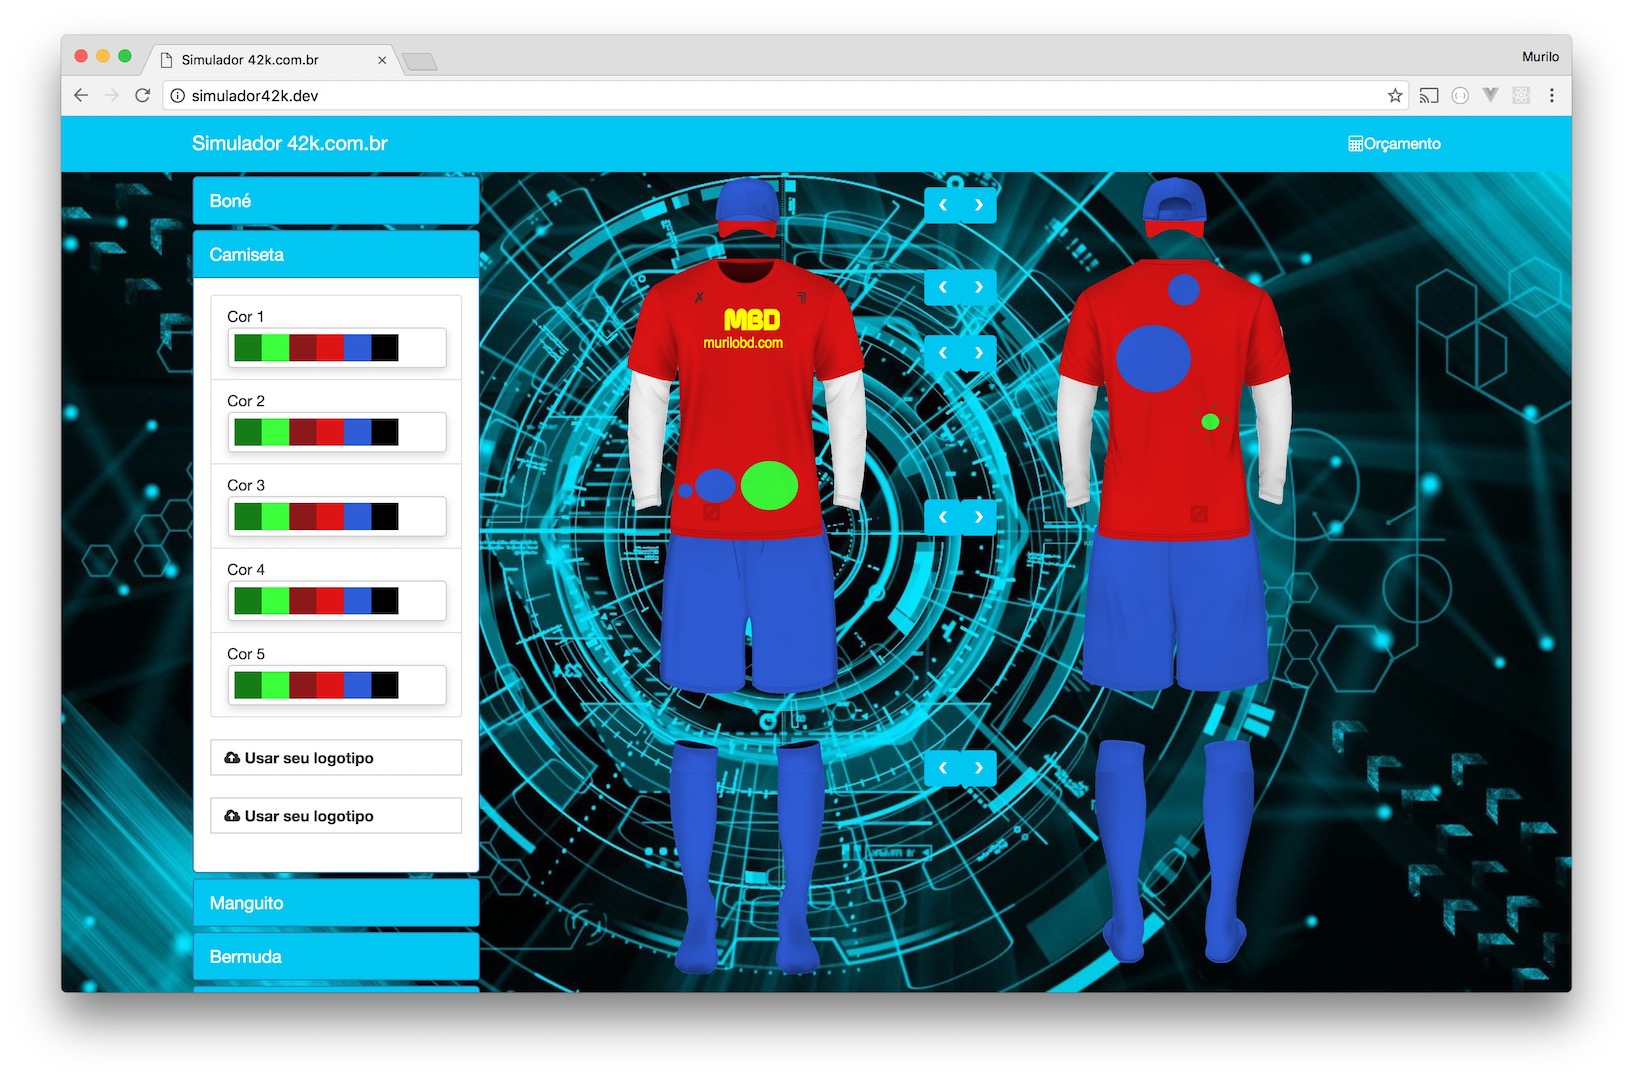 Simulador 42k.com.br
Murilo
simulador42k.dev
Simulador 42k.com.br
Orçamento
Boné
Camiseta
Cor 1
Cor 2
Cor 3
Cor 4
Cor 5
Usar seu logotipo
Usar seu logotipo
Manguito
Bermuda
MBD
murilobd.com